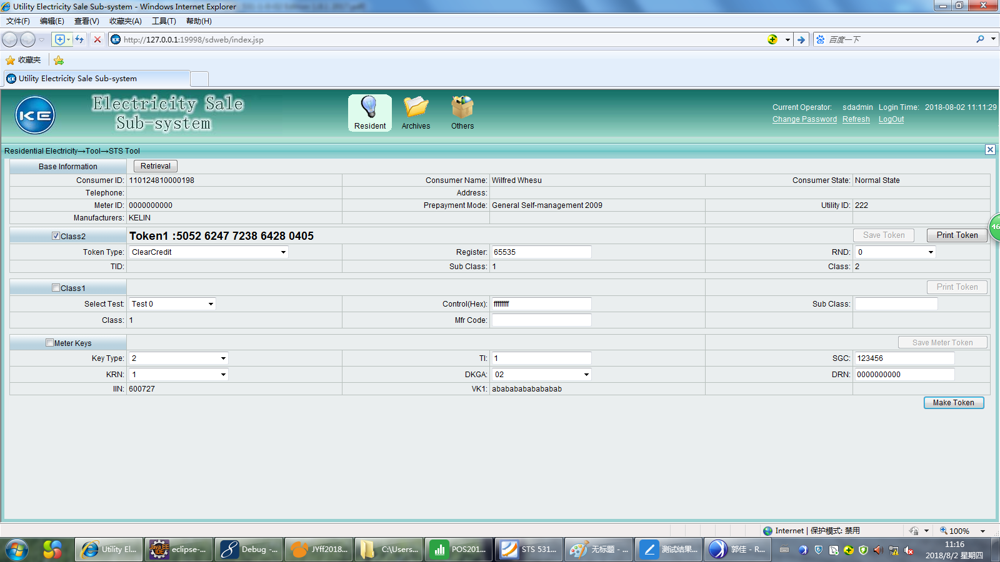 Utility Electricity Sale Sub-system - Windows Internet Explorer
文件(F) 编辑(E) 查看(V) 收藏夹(A) 工具(T) 帮助(H)
http://127.0.0.1:19998/sdweb/index.jsp 百度一下
收藏夹
Utility Electricity Sale Sub-system
KE Electricity Sale
Sub-system
Resident Archives Others
Current Operator: sdadmin Login Time: 2018-08-02 11:11:29
Change Password Refresh LogOut
Residential Electricity→Tool→STS Tool
Base Information Retrieval
Consumer ID: 110124810000198 Consumer Name: Wilfred Whesu Consumer State: Normal State
Telephone: Address:
Meter ID: 0000000000 Prepayment Mode: General Self-management 2009 Utility ID: 222
Manufacturers: KELIN
46
Class2 Token1 :5052 6247 7238 6428 0405 Save Token Print Token
Token Type: ClearCredit Register: 65535 RND: 0
TID: Sub Class: 1 Class: 2
Class1 Print Token
Select Test: Test 0 Control(Hex): ffffffff Sub Class:
Class: 1 Mfr Code:
Meter Keys Save Meter Token
Key Type: 2 TI: 1 SGC: 123456
KRN: 1 DKGA: 02 DRN: 0000000000
IIN: 600727 VK1: abababababababab
Make Token
Internet | 保护模式: 禁用 100%
Utility El... eclipse-... Debug -... JYff2018... C:\Users... POS201... STS 531... 无标题 - ... 测试结果... 郭佳 - R...
11:16
2018/8/2 星期四